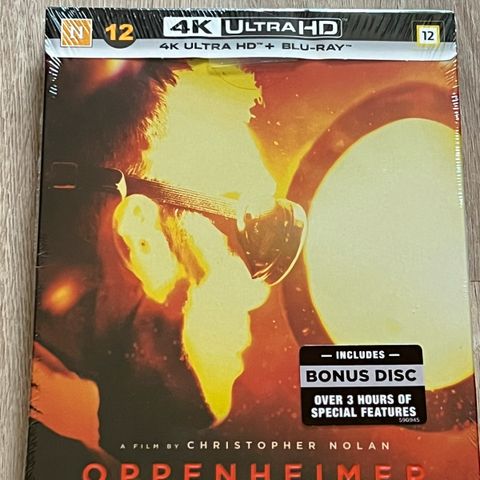 N 12 4K ULTRA HD 12
4K ULTRA HD™ + BLU-RAY™
INCLUDES
BONUS DISC
OVER 3 HOURS OF
SPECIAL FEATURES
590945
A FILM BY CHRISTOPHER NOLAN
OPPENHEIMER